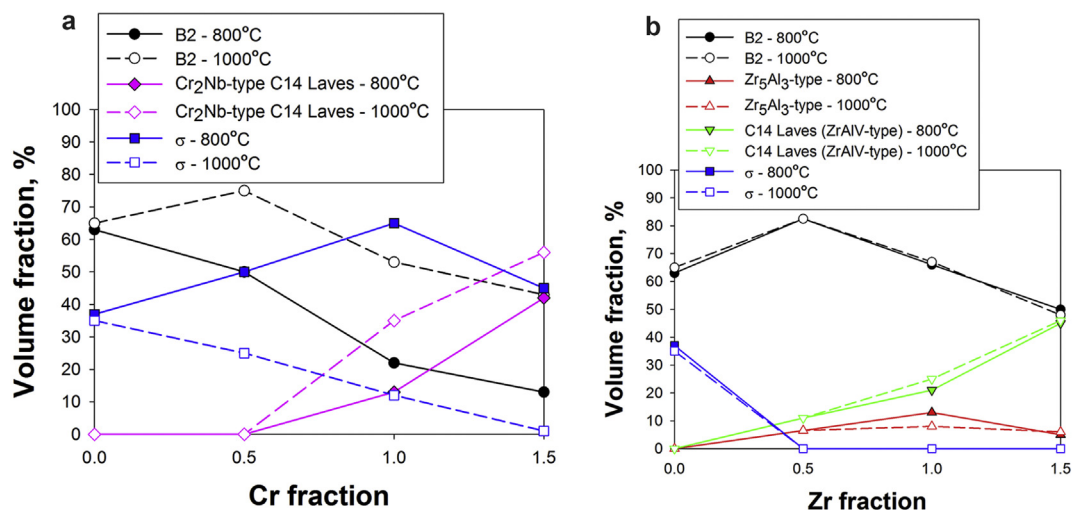 a
B2 - 800°C
B2 - 1000°C
Cr2Nb-type C14 Laves - 800°C
Cr2Nb-type C14 Laves - 1000°C
σ - 800°C
σ - 1000°C
Volume fraction, %
100
90
80
70
60
50
40
30
20
10
0
0.0 0.5 1.0 1.5
Cr fraction
b
B2 - 800°C
B2 - 1000°C
Zr5Al3-type - 800°C
Zr5Al3-type - 1000°C
C14 Laves (ZrAlV-type) - 800°C
C14 Laves (ZrAlV-type) - 1000°C
σ - 800°C
σ - 1000°C
Volume fraction, %
100
90
80
70
60
50
40
30
20
10
0
0.0 0.5 1.0 1.5
Zr fraction